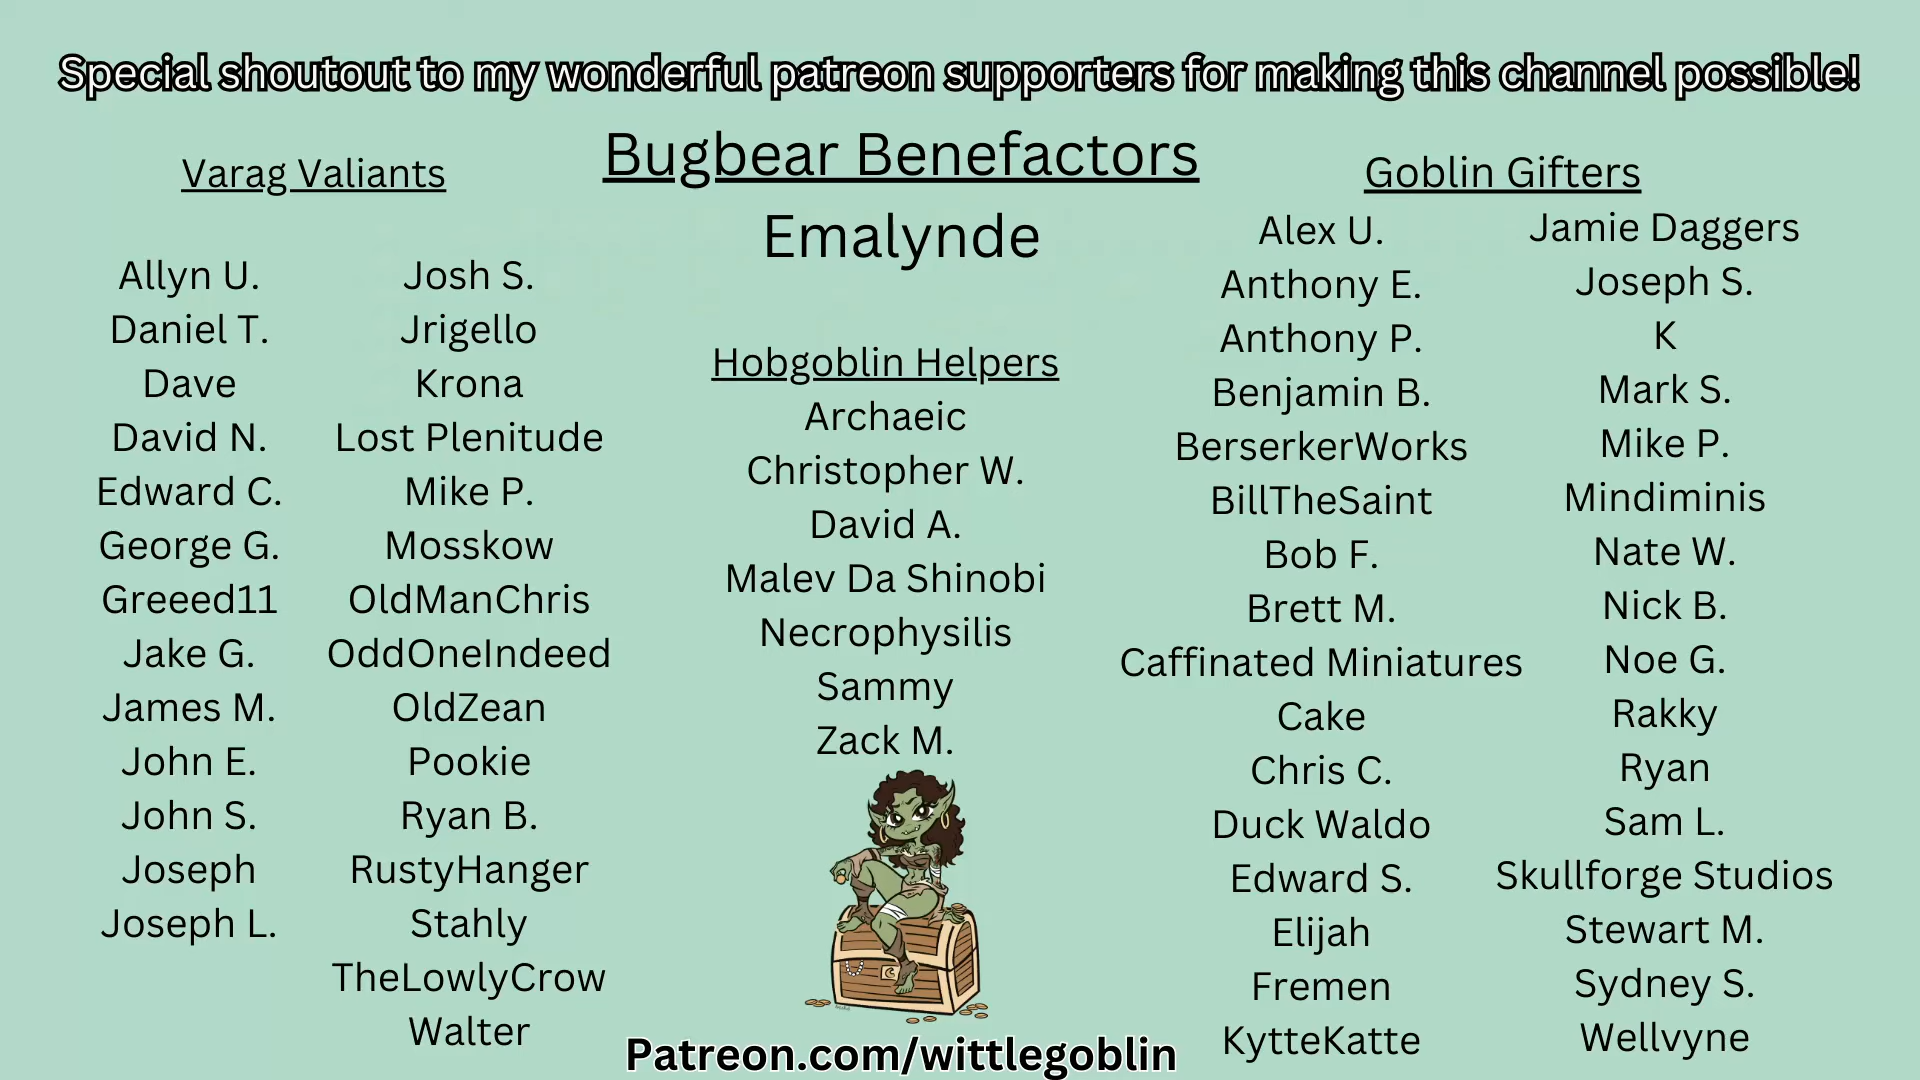 Special shoutout to my wonderful patreon supporters for making this channel possible!
Varag Valiants
Allyn U.
Daniel T.
Dave
David N.
Edward C.
George G.
Greeed11
Jake G.
James M.
John E.
John S.
Joseph
Joseph L.
Josh S.
Jrigello
Krona
Lost Plenitude
Mike P.
Mosskow
OldManChris
OddOneIndeed
OldZean
Pookie
Ryan B.
RustyHanger
Stahly
TheLowlyCrow
Walter
Bugbear Benefactors
Emalynde
Hobgoblin Helpers
Archaeic
Christopher W.
David A.
Malev Da Shinobi
Necrophysilis
Sammy
Zack M.
Patreon.com/wittlegoblin
Goblin Gifters
Alex U.
Anthony E.
Anthony P.
Benjamin B.
BerserkerWorks
BillTheSaint
Bob F.
Brett M.
Caffinated Miniatures
Cake
Chris C.
Duck Waldo
Edward S.
Elijah
Fremen
KytteKatte
Jamie Daggers
Joseph S.
K
Mark S.
Mike P.
Mindiminis
Nate W.
Nick B.
Noe G.
Rakky
Ryan
Sam L.
Skullforge Studios
Stewart M.
Sydney S.
Wellvyne